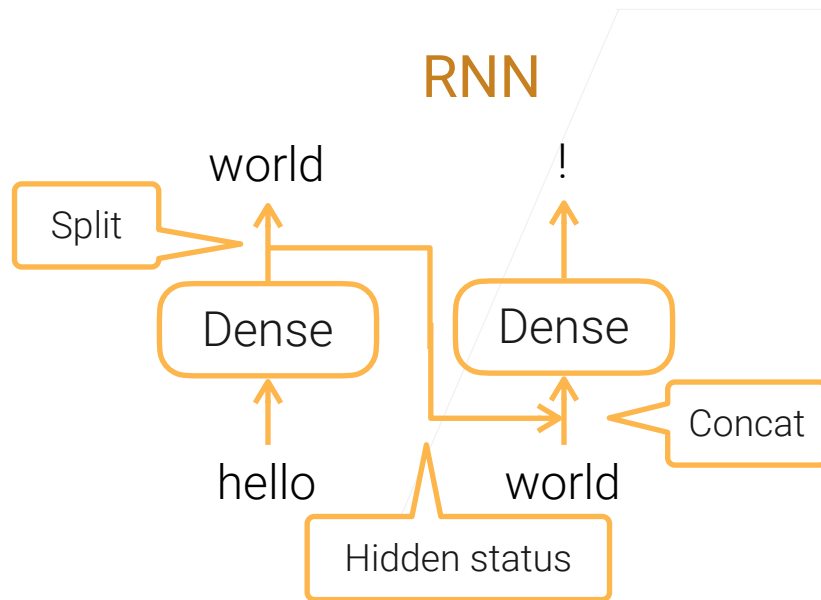 RNN
world
!
Split
Dense
Dense
Concat
hello
world
Hidden status